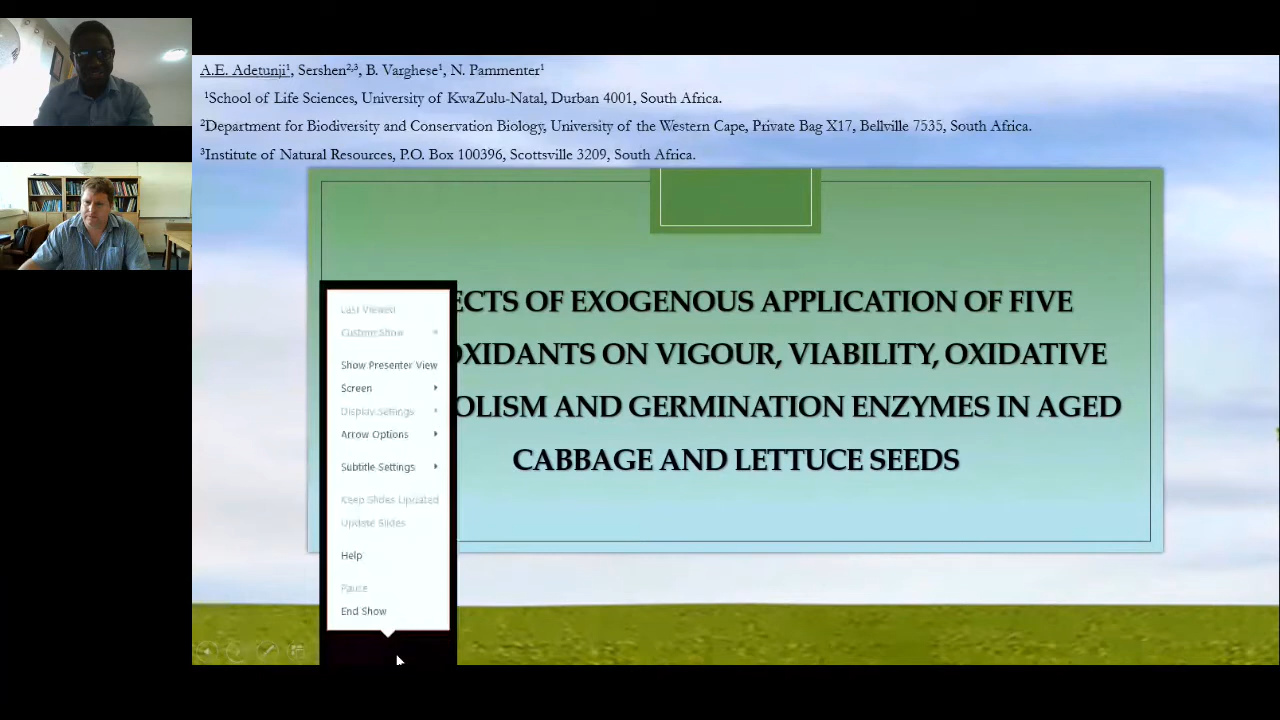 A.E. Adetunji¹, Sershen²,³, B. Varghese¹, N. Pammenter¹
¹School of Life Sciences, University of KwaZulu-Natal, Durban 4001, South Africa.
²Department for Biodiversity and Conservation Biology, University of the Western Cape, Private Bag X17, Bellville 7535, South Africa.
³Institute of Natural Resources, P.O. Box 100396, Scottsville 3209, South Africa.
ECTS OF EXOGENOUS APPLICATION OF FIVE
OXIDANTS ON VIGOUR, VIABILITY, OXIDATIVE
OLISM AND GERMINATION ENZYMES IN AGED
CABBAGE AND LETTUCE SEEDS
Last Viewed
Custom Show
Show Presenter View
Screen
Display Settings
Arrow Options
Subtitle Settings
Keep Slides Updated
Update Slides
Help
Pause
End Show